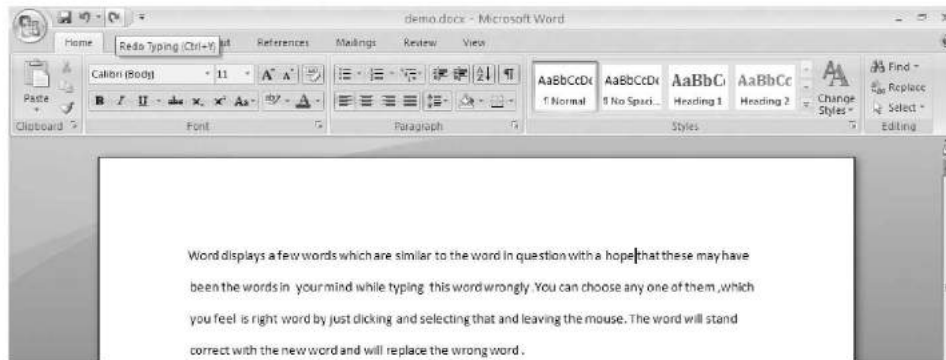 demo.docx - Microsoft Word
Home References Mailings Review View
Redo Typing (Ctrl+Y)
Calibri (Body) 11 A A
Paste
B I U abe x, x² Aa ab A
AaBbCcDc AaBbCcDc AaBbC AaBbCc
¶ Normal ¶ No Spaci... Heading 1 Heading 2
Change
Styles
Find
Replace
Select
Clipboard Font Paragraph Styles Editing
Word displays a few words which are similar to the word in question with a hope that these may have
been the words in your mind while typing this word wrongly .You can choose any one of them ,which
you feel is right word by just clicking and selecting that and leaving the mouse. The word will stand
correct with the new word and will replace the wrong word .